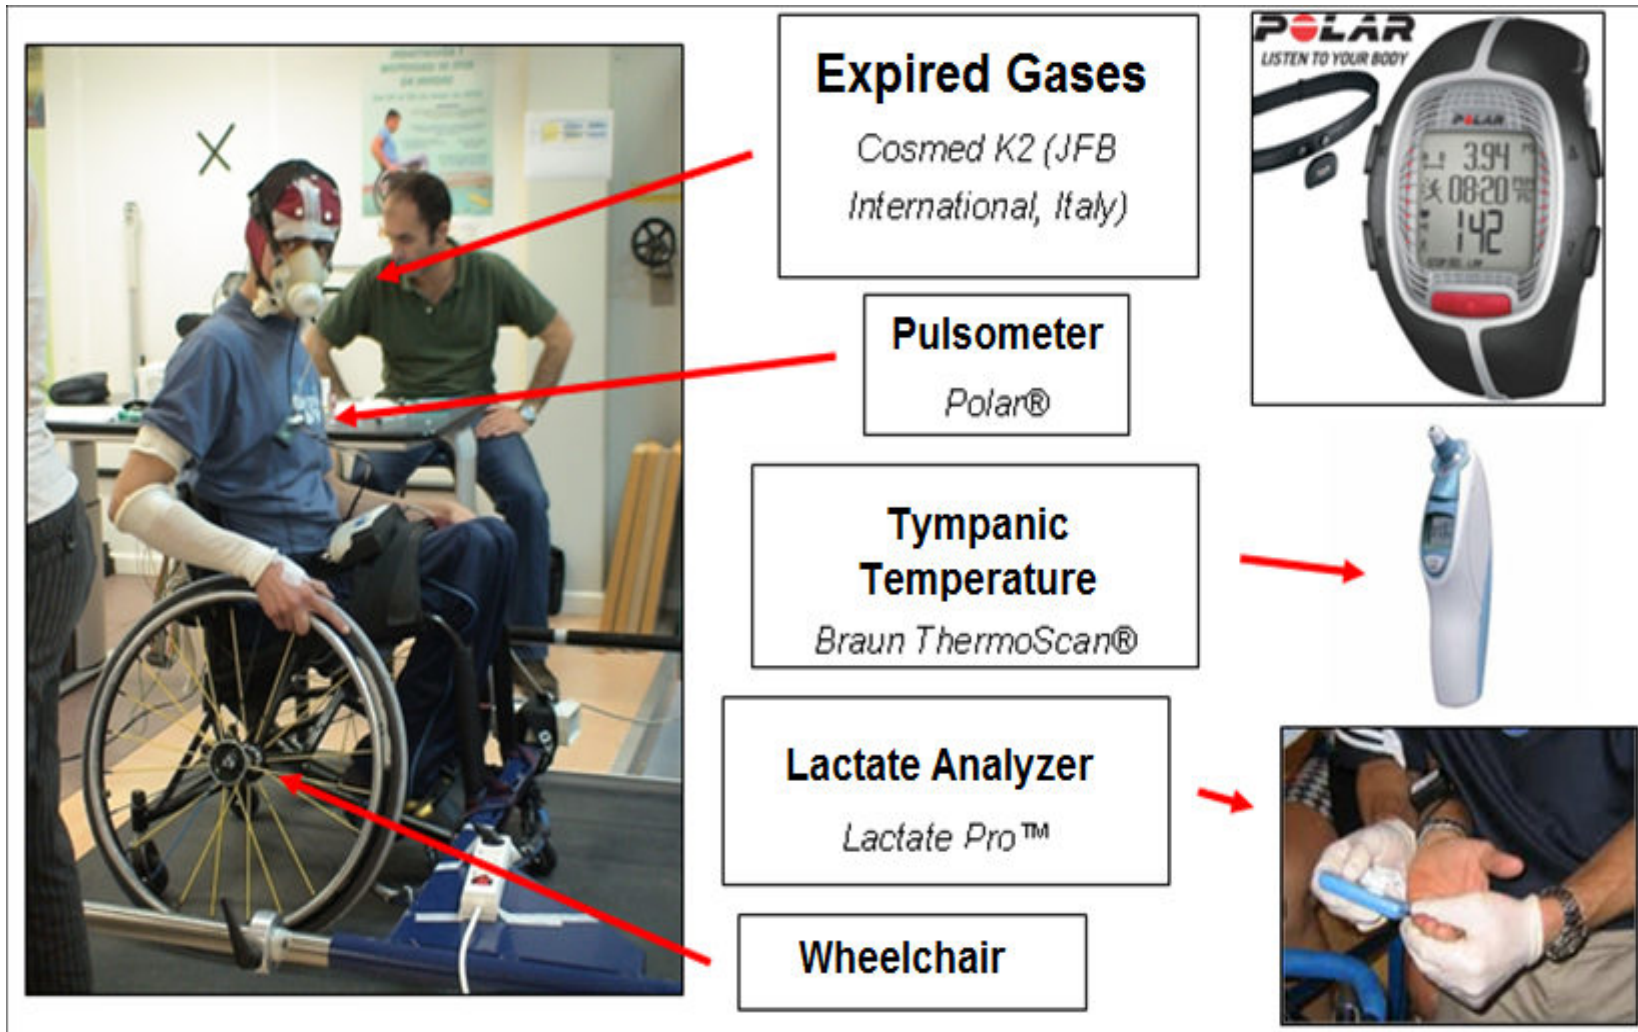 Expired Gases
Cosmed K2 (JFB
International, Italy)
Pulsometer
Polar®
Tympanic
Temperature
Braun ThermoScan®
Lactate Analyzer
Lactate Pro™
Wheelchair
POLAR
LISTEN TO YOUR BODY
POLAR
3.94
08:20
142